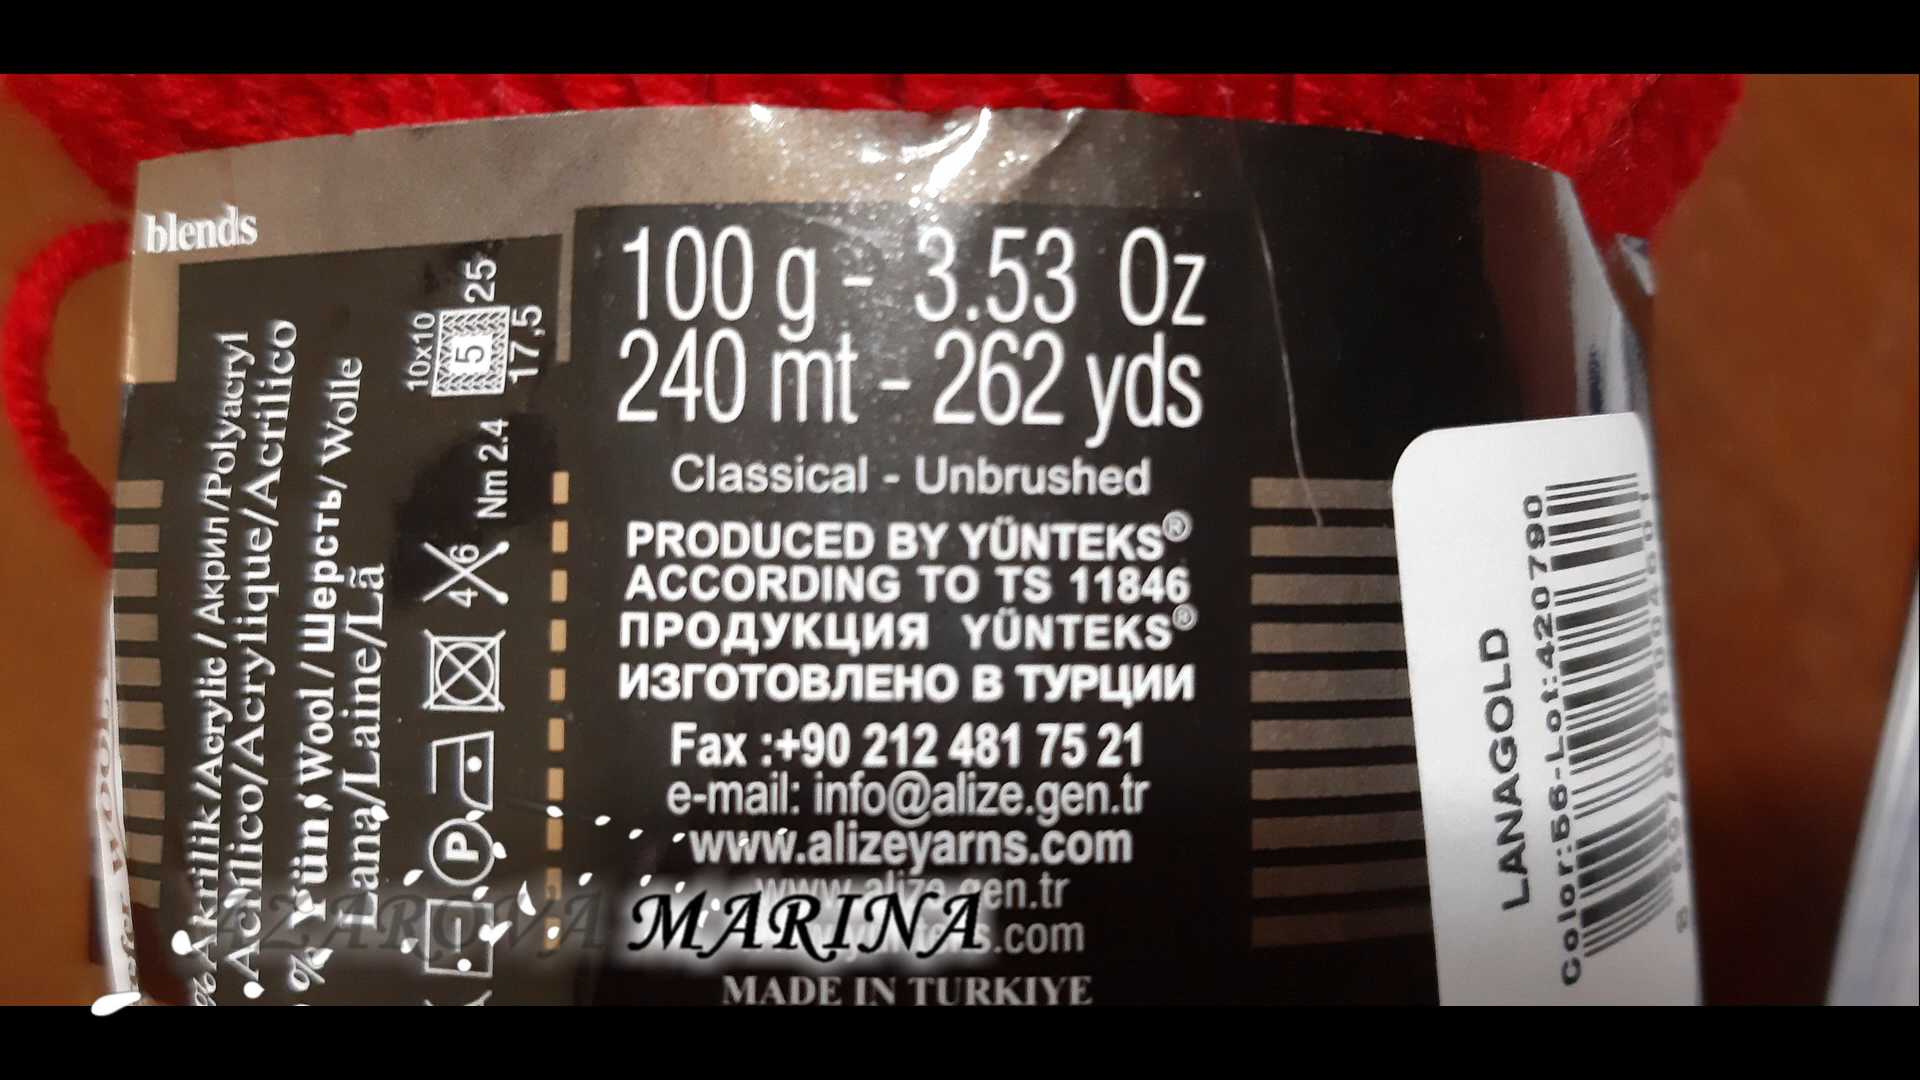 blends
% Akrilik/Acrylic / Акрил/Polyacryl
Acrilico/Acrylique/Acrilico
% Yün/Wool/Шерсть/Wolle
Lana/Laine/Lã
10x10
5
25
17,5
4
6
Nm 2.4
P
100 g - 3.53 Oz
240 mt - 262 yds
Classical - Unbrushed
PRODUCED BY YÜNTEKS®
ACCORDING TO TS 11846
ПРОДУКЦИЯ YÜNTEKS®
ИЗГОТОВЛЕНО В ТУРЦИИ
Fax :+90 212 481 75 21
e-mail: info@alize.gen.tr
www.alizeyarns.com
www.alize.gen.tr
.com
MADE IN TURKIYE
LANAGOLD
Color:56-Lot:420790
AZAROVA MARINA